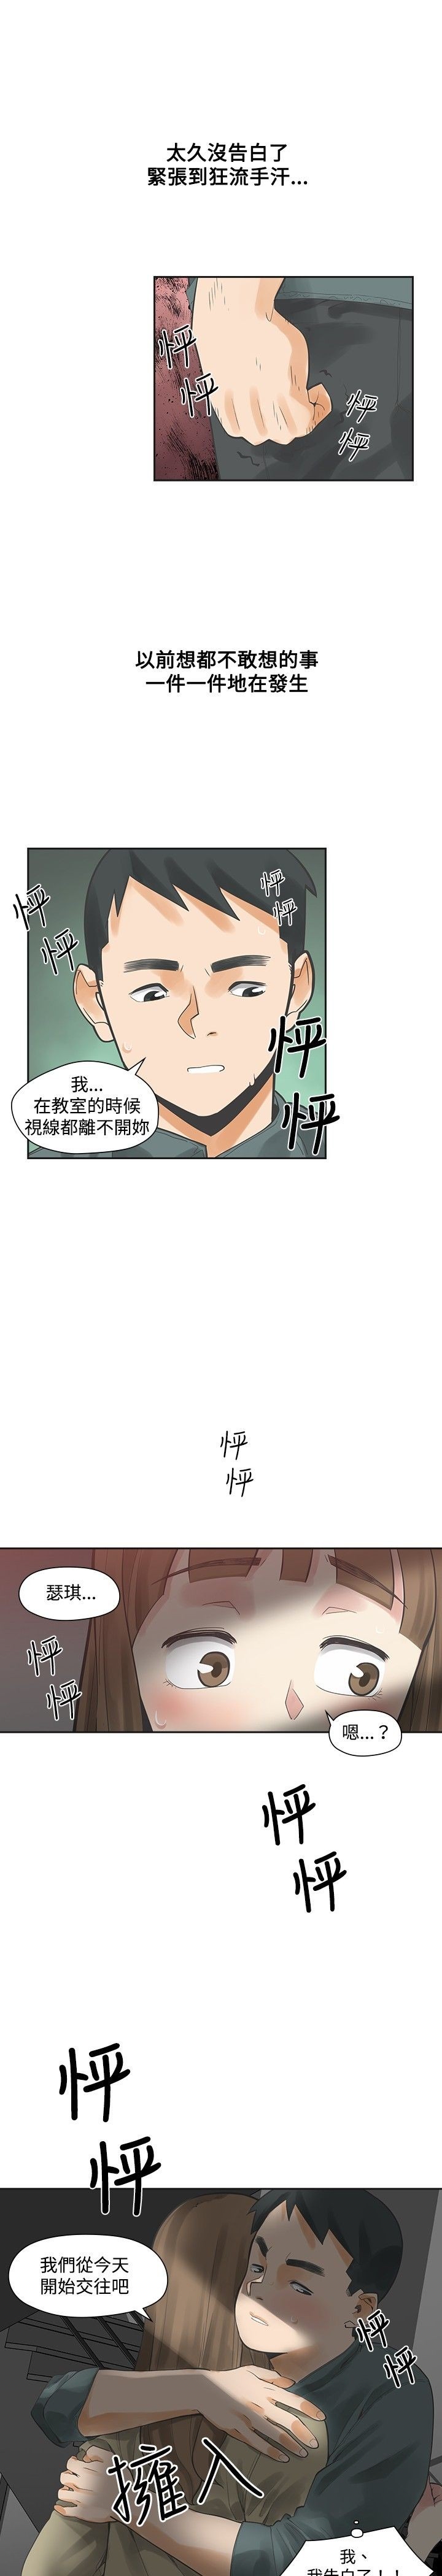 太久沒告白了
緊張到狂流手汗...
怦
怦
怦
怦
以前想都不敢想的事
一件一件地在發生
怦
怦
怦
怦
怦
怦
我...
在教室的時候
視線都離不開妳
怦
怦
瑟琪...
怦
怦
嗯...？
怦
怦
怦
怦
我們從今天
開始交往吧
怦
怦
擁入
我、
我告白了！！